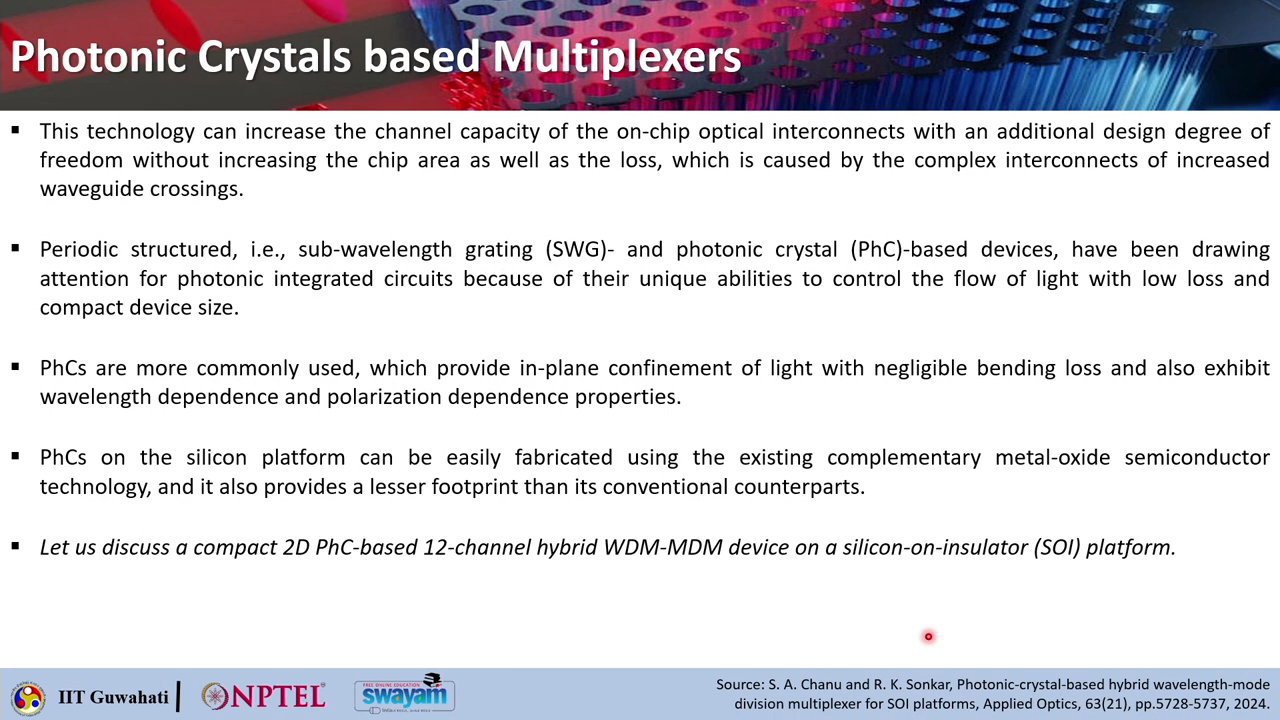 Photonic Crystals based Multiplexers
▪ This technology can increase the channel capacity of the on-chip optical interconnects with an additional design degree of
freedom without increasing the chip area as well as the loss, which is caused by the complex interconnects of increased
waveguide crossings.
▪ Periodic structured, i.e., sub-wavelength grating (SWG)- and photonic crystal (PhC)-based devices, have been drawing
attention for photonic integrated circuits because of their unique abilities to control the flow of light with low loss and
compact device size.
▪ PhCs are more commonly used, which provide in-plane confinement of light with negligible bending loss and also exhibit
wavelength dependence and polarization dependence properties.
▪ PhCs on the silicon platform can be easily fabricated using the existing complementary metal-oxide semiconductor
technology, and it also provides a lesser footprint than its conventional counterparts.
▪ Let us discuss a compact 2D PhC-based 12-channel hybrid WDM-MDM device on a silicon-on-insulator (SOI) platform.
IIT Guwahati
NPTEL
FREE ONLINE EDUCATION
swayam
Source: S. A. Charu and R. K. Sonkar, Photonic-crystal-based hybrid wavelength-mode
division multiplexer for SOI platforms, Applied Optics, 63(21), pp.5728-5737, 2024.